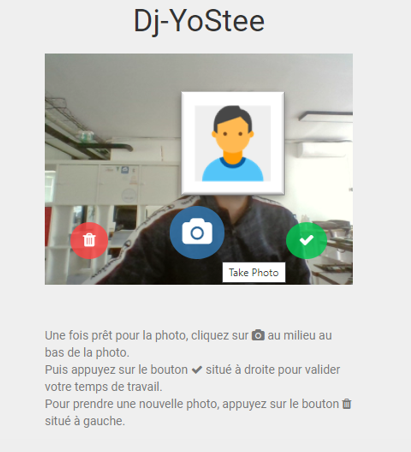 Dj-YoStee
Take Photo
Une fois prêt pour la photo, cliquez sur au milieu au
bas de la photo.
Puis appuyez sur le bouton situé à droite pour valider
votre temps de travail.
Pour prendre une nouvelle photo, appuyez sur le bouton
situé à gauche.